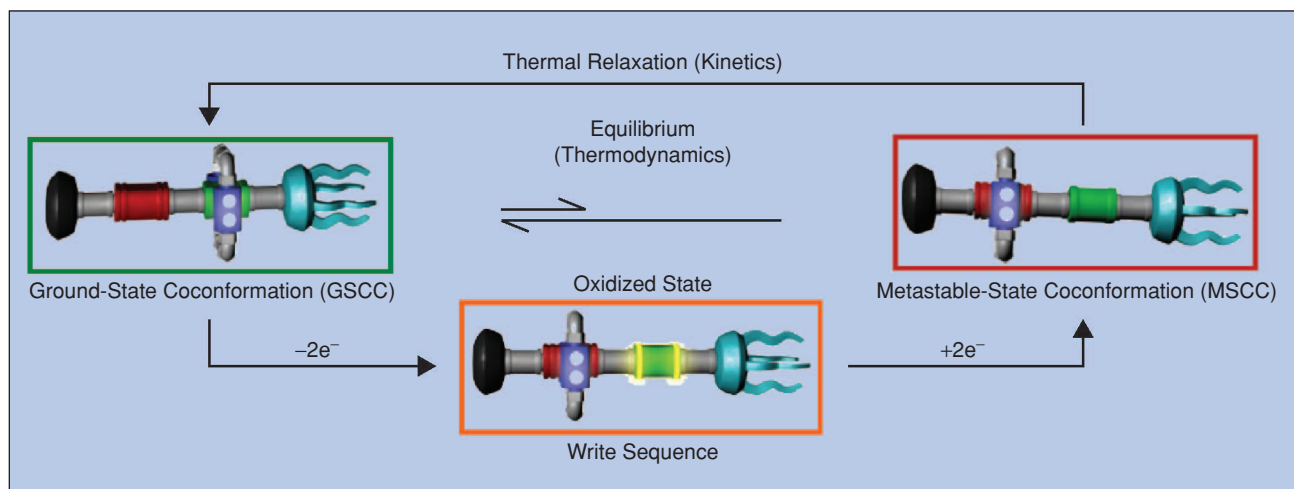 Thermal Relaxation (Kinetics)
Equilibrium
(Thermodynamics)
Ground-State Coconformation (GSCC)
Oxidized State
Metastable-State Coconformation (MSCC)
−2e⁻
+2e⁻
Write Sequence